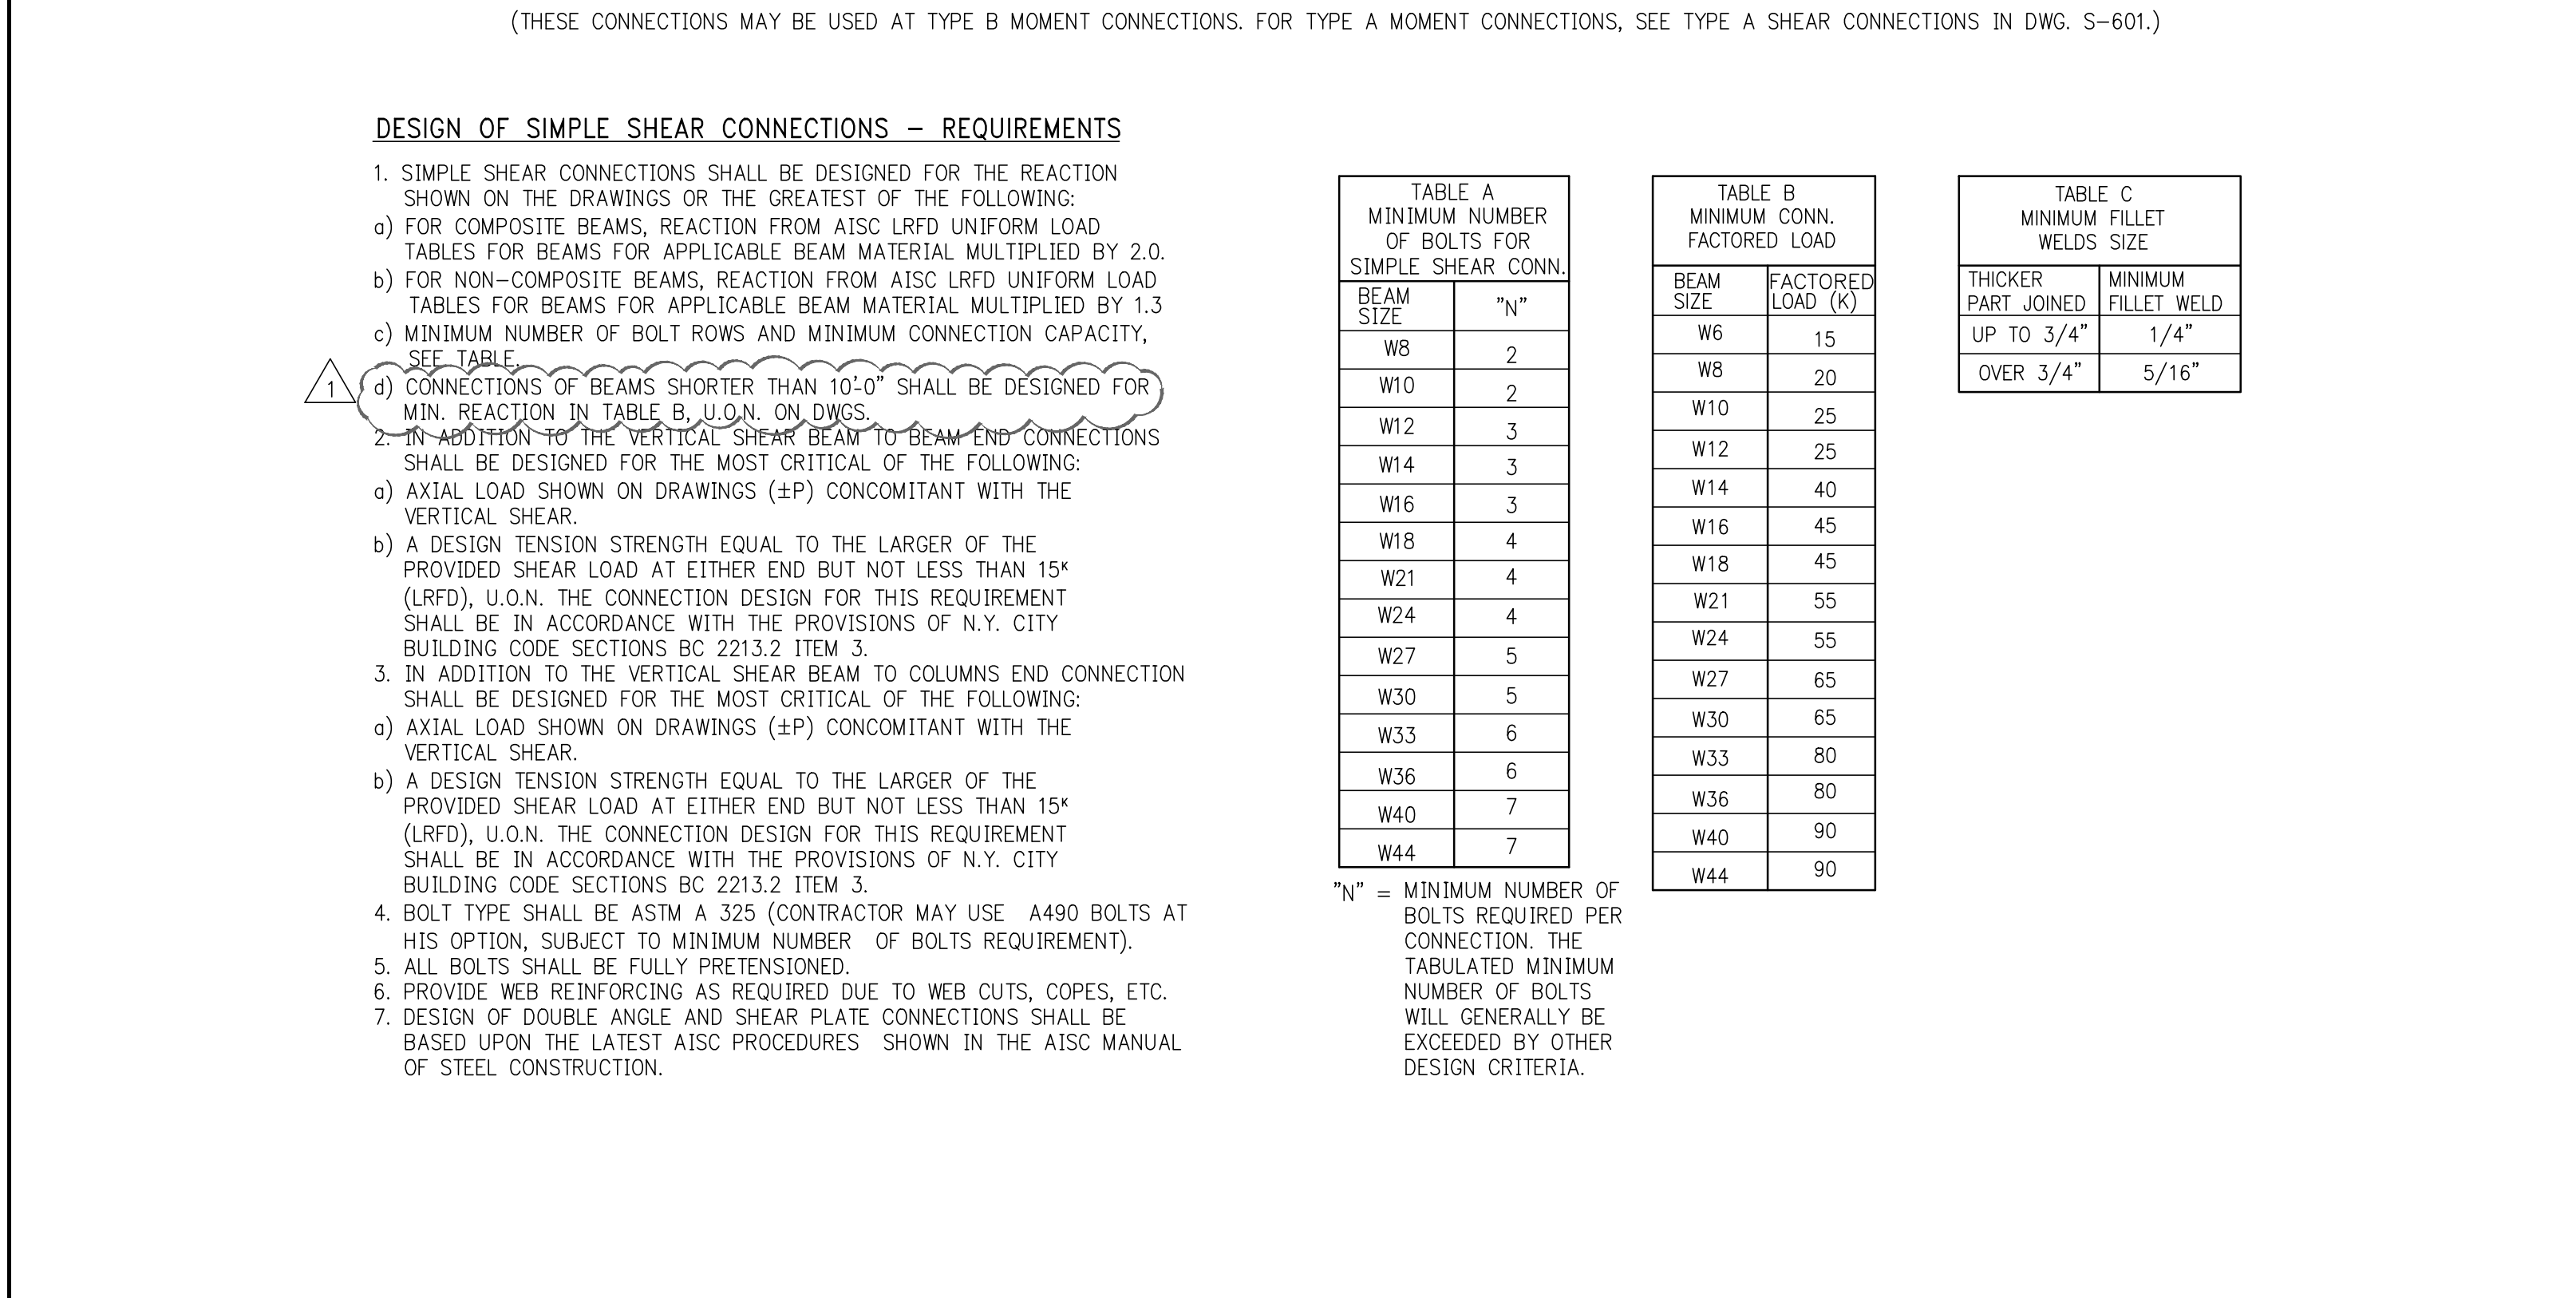 (THESE CONNECTIONS MAY BE USED AT TYPE B MOMENT CONNECTIONS. FOR TYPE A MOMENT CONNECTIONS, SEE TYPE A SHEAR CONNECTIONS IN DWG. S-601.)
DESIGN OF SIMPLE SHEAR CONNECTIONS - REQUIREMENTS
1. SIMPLE SHEAR CONNECTIONS SHALL BE DESIGNED FOR THE REACTION
SHOWN ON THE DRAWINGS OR THE GREATEST OF THE FOLLOWING:
a) FOR COMPOSITE BEAMS, REACTION FROM AISC LRFD UNIFORM LOAD
TABLES FOR BEAMS FOR APPLICABLE BEAM MATERIAL MULTIPLIED BY 2.0.
b) FOR NON-COMPOSITE BEAMS, REACTION FROM AISC LRFD UNIFORM LOAD
TABLES FOR BEAMS FOR APPLICABLE BEAM MATERIAL MULTIPLIED BY 1.3
c) MINIMUM NUMBER OF BOLT ROWS AND MINIMUM CONNECTION CAPACITY,
SEE TABLE.
1
d) CONNECTIONS OF BEAMS SHORTER THAN 10'-0" SHALL BE DESIGNED FOR
MIN. REACTION IN TABLE B, U.O.N. ON DWGS.
2. IN ADDITION TO THE VERTICAL SHEAR BEAM TO BEAM END CONNECTIONS
SHALL BE DESIGNED FOR THE MOST CRITICAL OF THE FOLLOWING:
a) AXIAL LOAD SHOWN ON DRAWINGS (±P) CONCOMITANT WITH THE
VERTICAL SHEAR.
b) A DESIGN TENSION STRENGTH EQUAL TO THE LARGER OF THE
PROVIDED SHEAR LOAD AT EITHER END BUT NOT LESS THAN 15ᴷ
(LRFD), U.O.N. THE CONNECTION DESIGN FOR THIS REQUIREMENT
SHALL BE IN ACCORDANCE WITH THE PROVISIONS OF N.Y. CITY
BUILDING CODE SECTIONS BC 2213.2 ITEM 3.
3. IN ADDITION TO THE VERTICAL SHEAR BEAM TO COLUMNS END CONNECTION
SHALL BE DESIGNED FOR THE MOST CRITICAL OF THE FOLLOWING:
a) AXIAL LOAD SHOWN ON DRAWINGS (±P) CONCOMITANT WITH THE
VERTICAL SHEAR.
b) A DESIGN TENSION STRENGTH EQUAL TO THE LARGER OF THE
PROVIDED SHEAR LOAD AT EITHER END BUT NOT LESS THAN 15ᴷ
(LRFD), U.O.N. THE CONNECTION DESIGN FOR THIS REQUIREMENT
SHALL BE IN ACCORDANCE WITH THE PROVISIONS OF N.Y. CITY
BUILDING CODE SECTIONS BC 2213.2 ITEM 3.
4. BOLT TYPE SHALL BE ASTM A 325 (CONTRACTOR MAY USE A490 BOLTS AT
HIS OPTION, SUBJECT TO MINIMUM NUMBER OF BOLTS REQUIREMENT).
5. ALL BOLTS SHALL BE FULLY PRETENSIONED.
6. PROVIDE WEB REINFORCING AS REQUIRED DUE TO WEB CUTS, COPES, ETC.
7. DESIGN OF DOUBLE ANGLE AND SHEAR PLATE CONNECTIONS SHALL BE
BASED UPON THE LATEST AISC PROCEDURES SHOWN IN THE AISC MANUAL
OF STEEL CONSTRUCTION.
TABLE A
MINIMUM NUMBER
OF BOLTS FOR
SIMPLE SHEAR CONN.
BEAM SIZE "N"
W8 2
W10 2
W12 3
W14 3
W16 3
W18 4
W21 4
W24 4
W27 5
W30 5
W33 6
W36 6
W40 7
W44 7
"N" = MINIMUM NUMBER OF
BOLTS REQUIRED PER
CONNECTION. THE
TABULATED MINIMUM
NUMBER OF BOLTS
WILL GENERALLY BE
EXCEEDED BY OTHER
DESIGN CRITERIA.
TABLE B
MINIMUM CONN.
FACTORED LOAD
BEAM FACTORED
SIZE LOAD (K)
W6 15
W8 20
W10 25
W12 25
W14 40
W16 45
W18 45
W21 55
W24 55
W27 65
W30 65
W33 80
W36 80
W40 90
W44 90
TABLE C
MINIMUM FILLET
WELDS SIZE
THICKER MINIMUM
PART JOINED FILLET WELD
UP TO 3/4" 1/4"
OVER 3/4" 5/16"